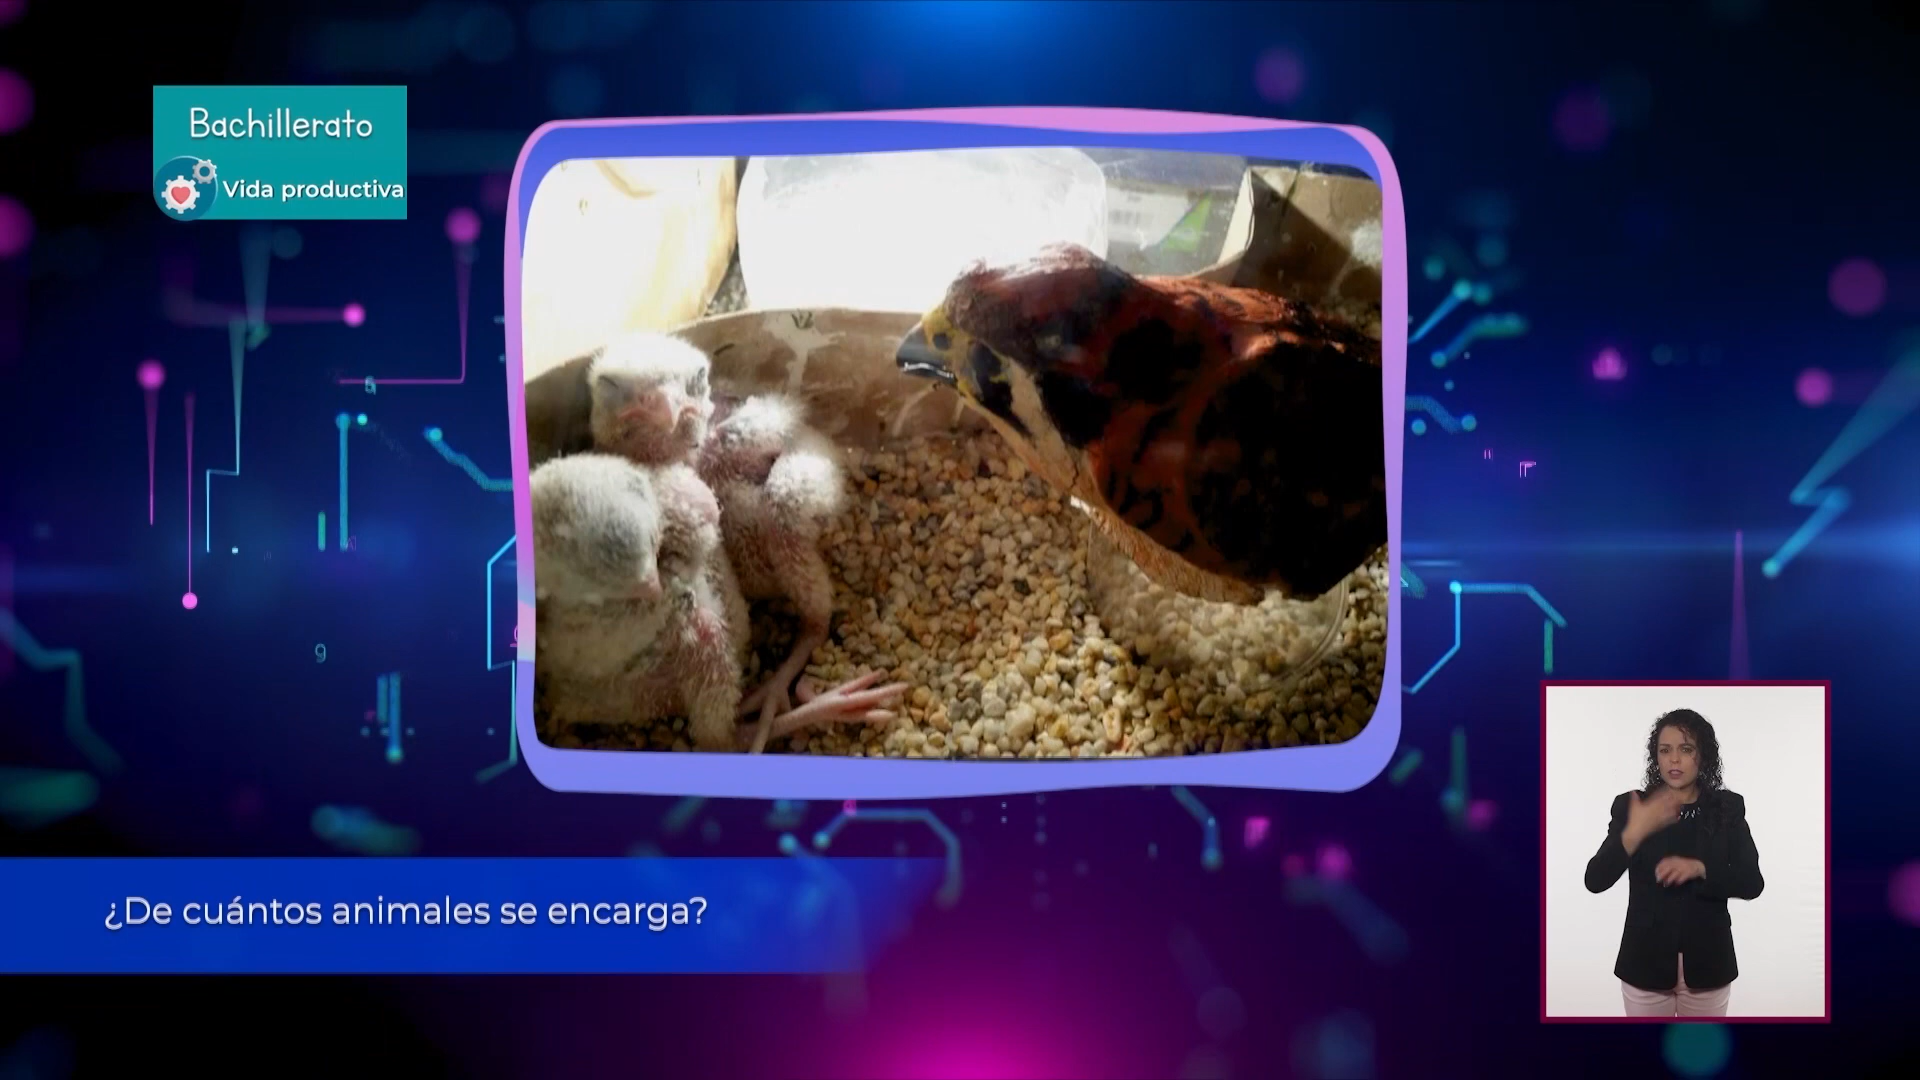 Bachillerato
Vida productiva
¿De cuántos animales se encarga?